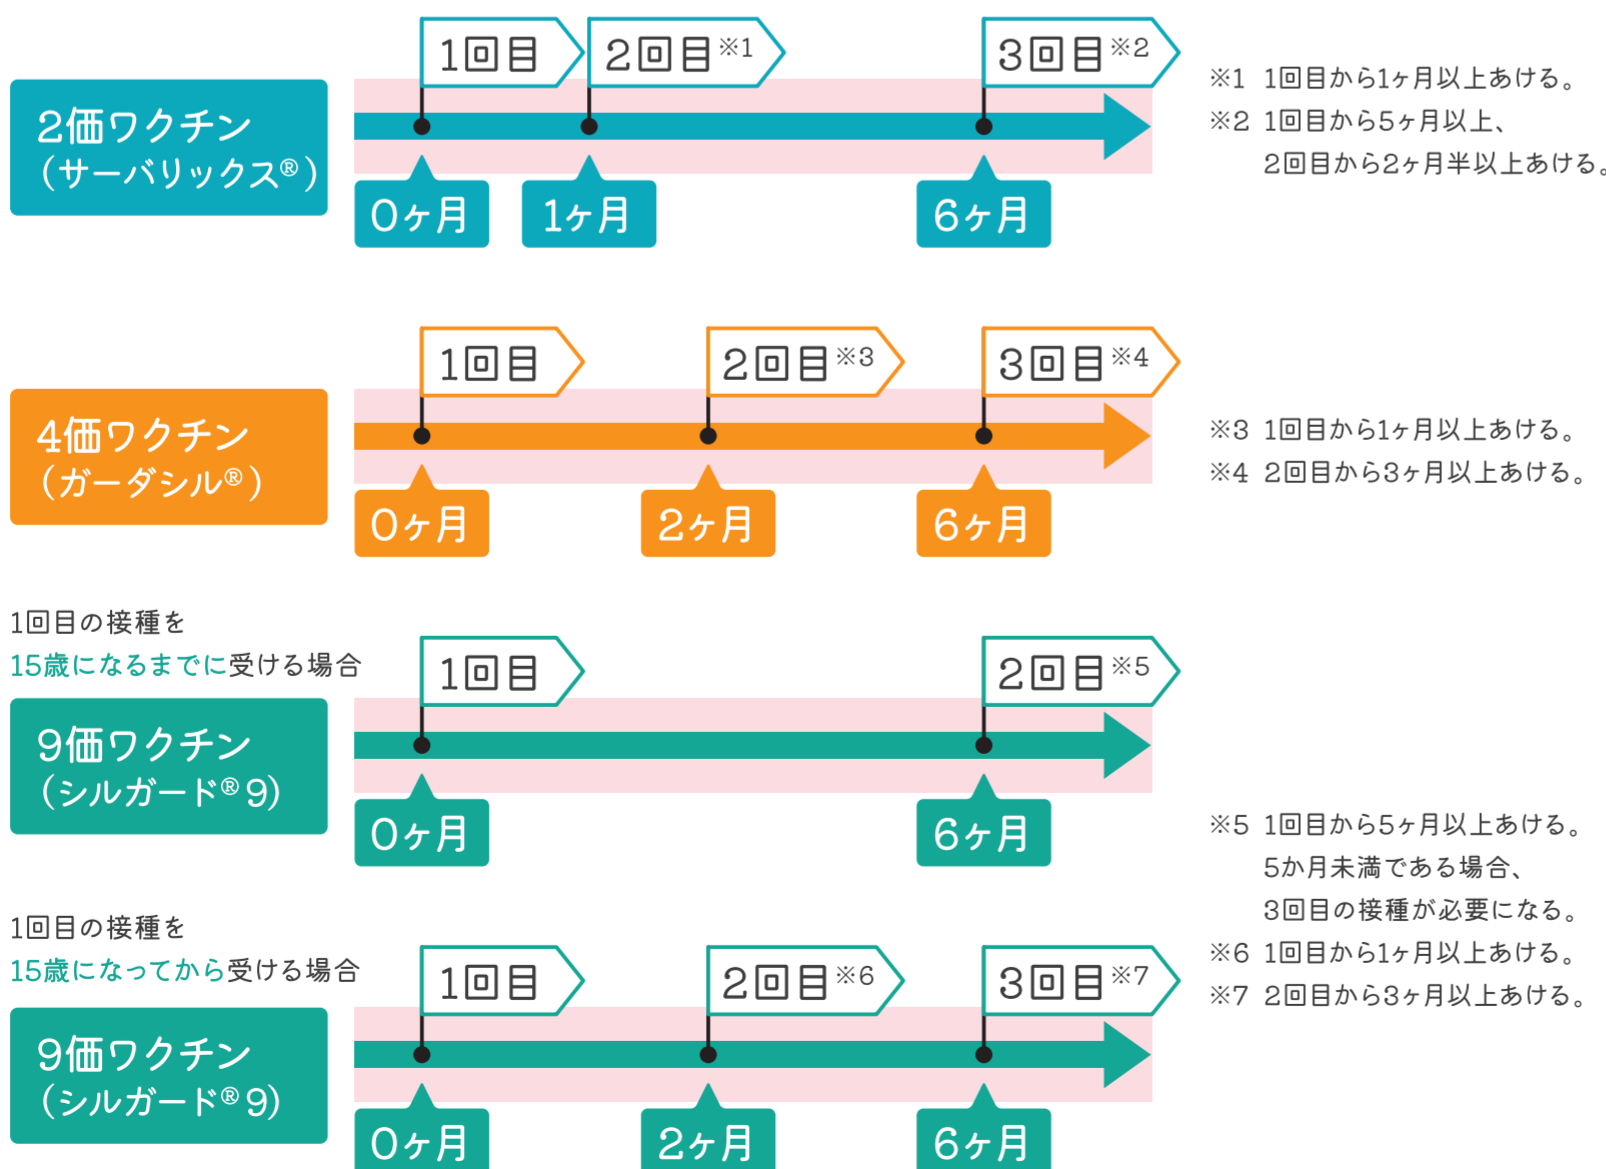 1回目
2回目※1
3回目※2
2価ワクチン
（サーバリックス®）
0ヶ月
1ヶ月
6ヶ月
※1 1回目から1ヶ月以上あける。
※2 1回目から5ヶ月以上、
2回目から2ヶ月半以上あける。
1回目
2回目※3
3回目※4
4価ワクチン
（ガーダシル®）
0ヶ月
2ヶ月
6ヶ月
※3 1回目から1ヶ月以上あける。
※4 2回目から3ヶ月以上あける。
1回目の接種を
15歳になるまでに受ける場合
1回目
2回目※5
9価ワクチン
（シルガード®9）
0ヶ月
6ヶ月
※5 1回目から5ヶ月以上あける。
5か月未満である場合、
3回目の接種が必要になる。
※6 1回目から1ヶ月以上あける。
※7 2回目から3ヶ月以上あける。
1回目の接種を
15歳になってから受ける場合
1回目
2回目※6
3回目※7
9価ワクチン
（シルガード®9）
0ヶ月
2ヶ月
6ヶ月